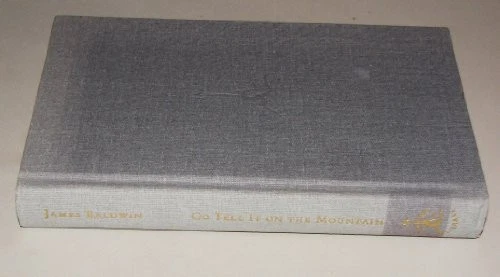 JAMES BALDWIN
GO TELL IT ON THE MOUNTAIN